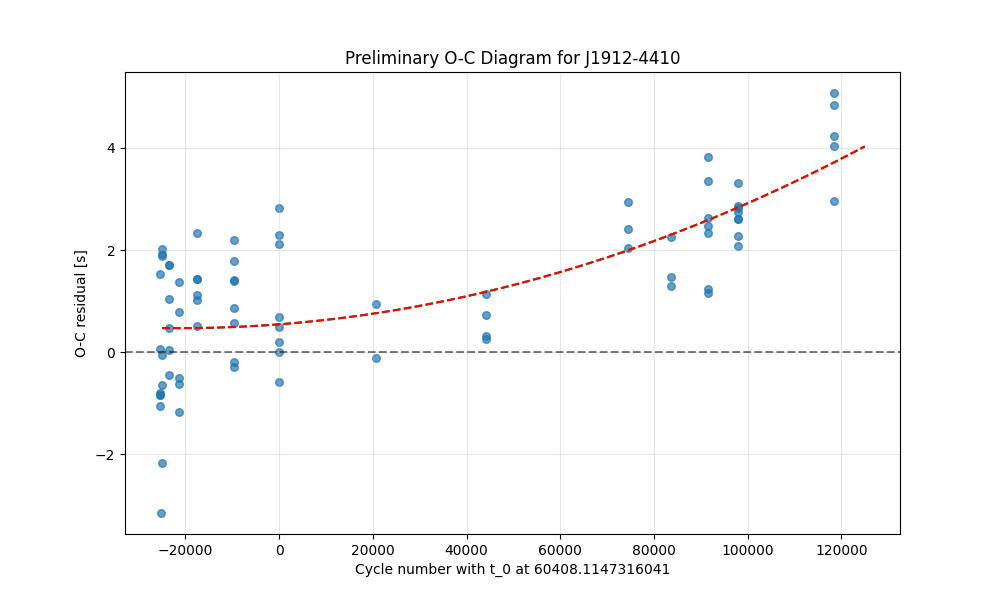 Preliminary O-C Diagram for J1912-4410
O-C residual [s]
4
2
0
−2
−20000 0 20000 40000 60000 80000 100000 120000
Cycle number with t_0 at 60408.1147316041